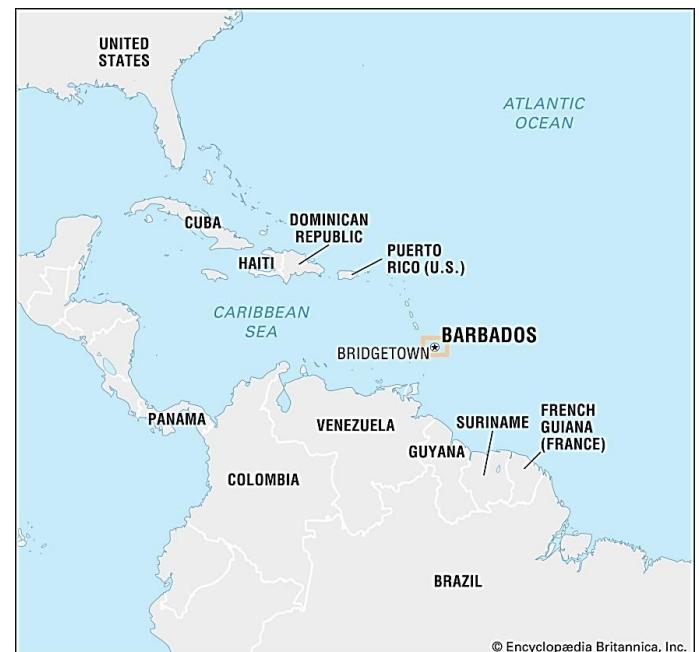 UNITED
STATES
ATLANTIC
OCEAN
CUBA
DOMINICAN
REPUBLIC
HAITI
PUERTO
RICO (U.S.)
CARIBBEAN
SEA
BARBADOS
BRIDGETOWN
PANAMA
VENEZUELA
SURINAME
FRENCH
GUIANA
(FRANCE)
GUYANA
COLOMBIA
BRAZIL
© Encyclopædia Britannica, Inc.